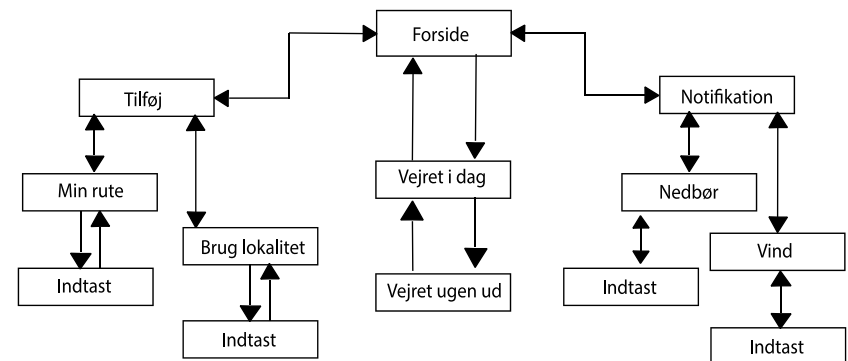 Forside
Tilføj
Notifikation
Min rute
Vejret i dag
Nedbør
Brug lokalitet
Vind
Indtast
Vejret ugen ud
Indtast
Indtast
Indtast